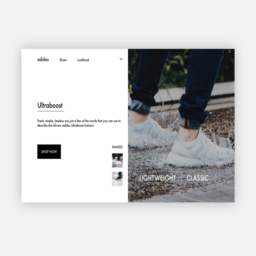 adidas Shoes Lookbook
Ultraboost
Fresh, simple, timeless are just a few of the words that you can use to
describe the all-new adidas Ultraboost trainers.
SHOP NOW
IMAGES
LIGHTWEIGHT CLASSIC